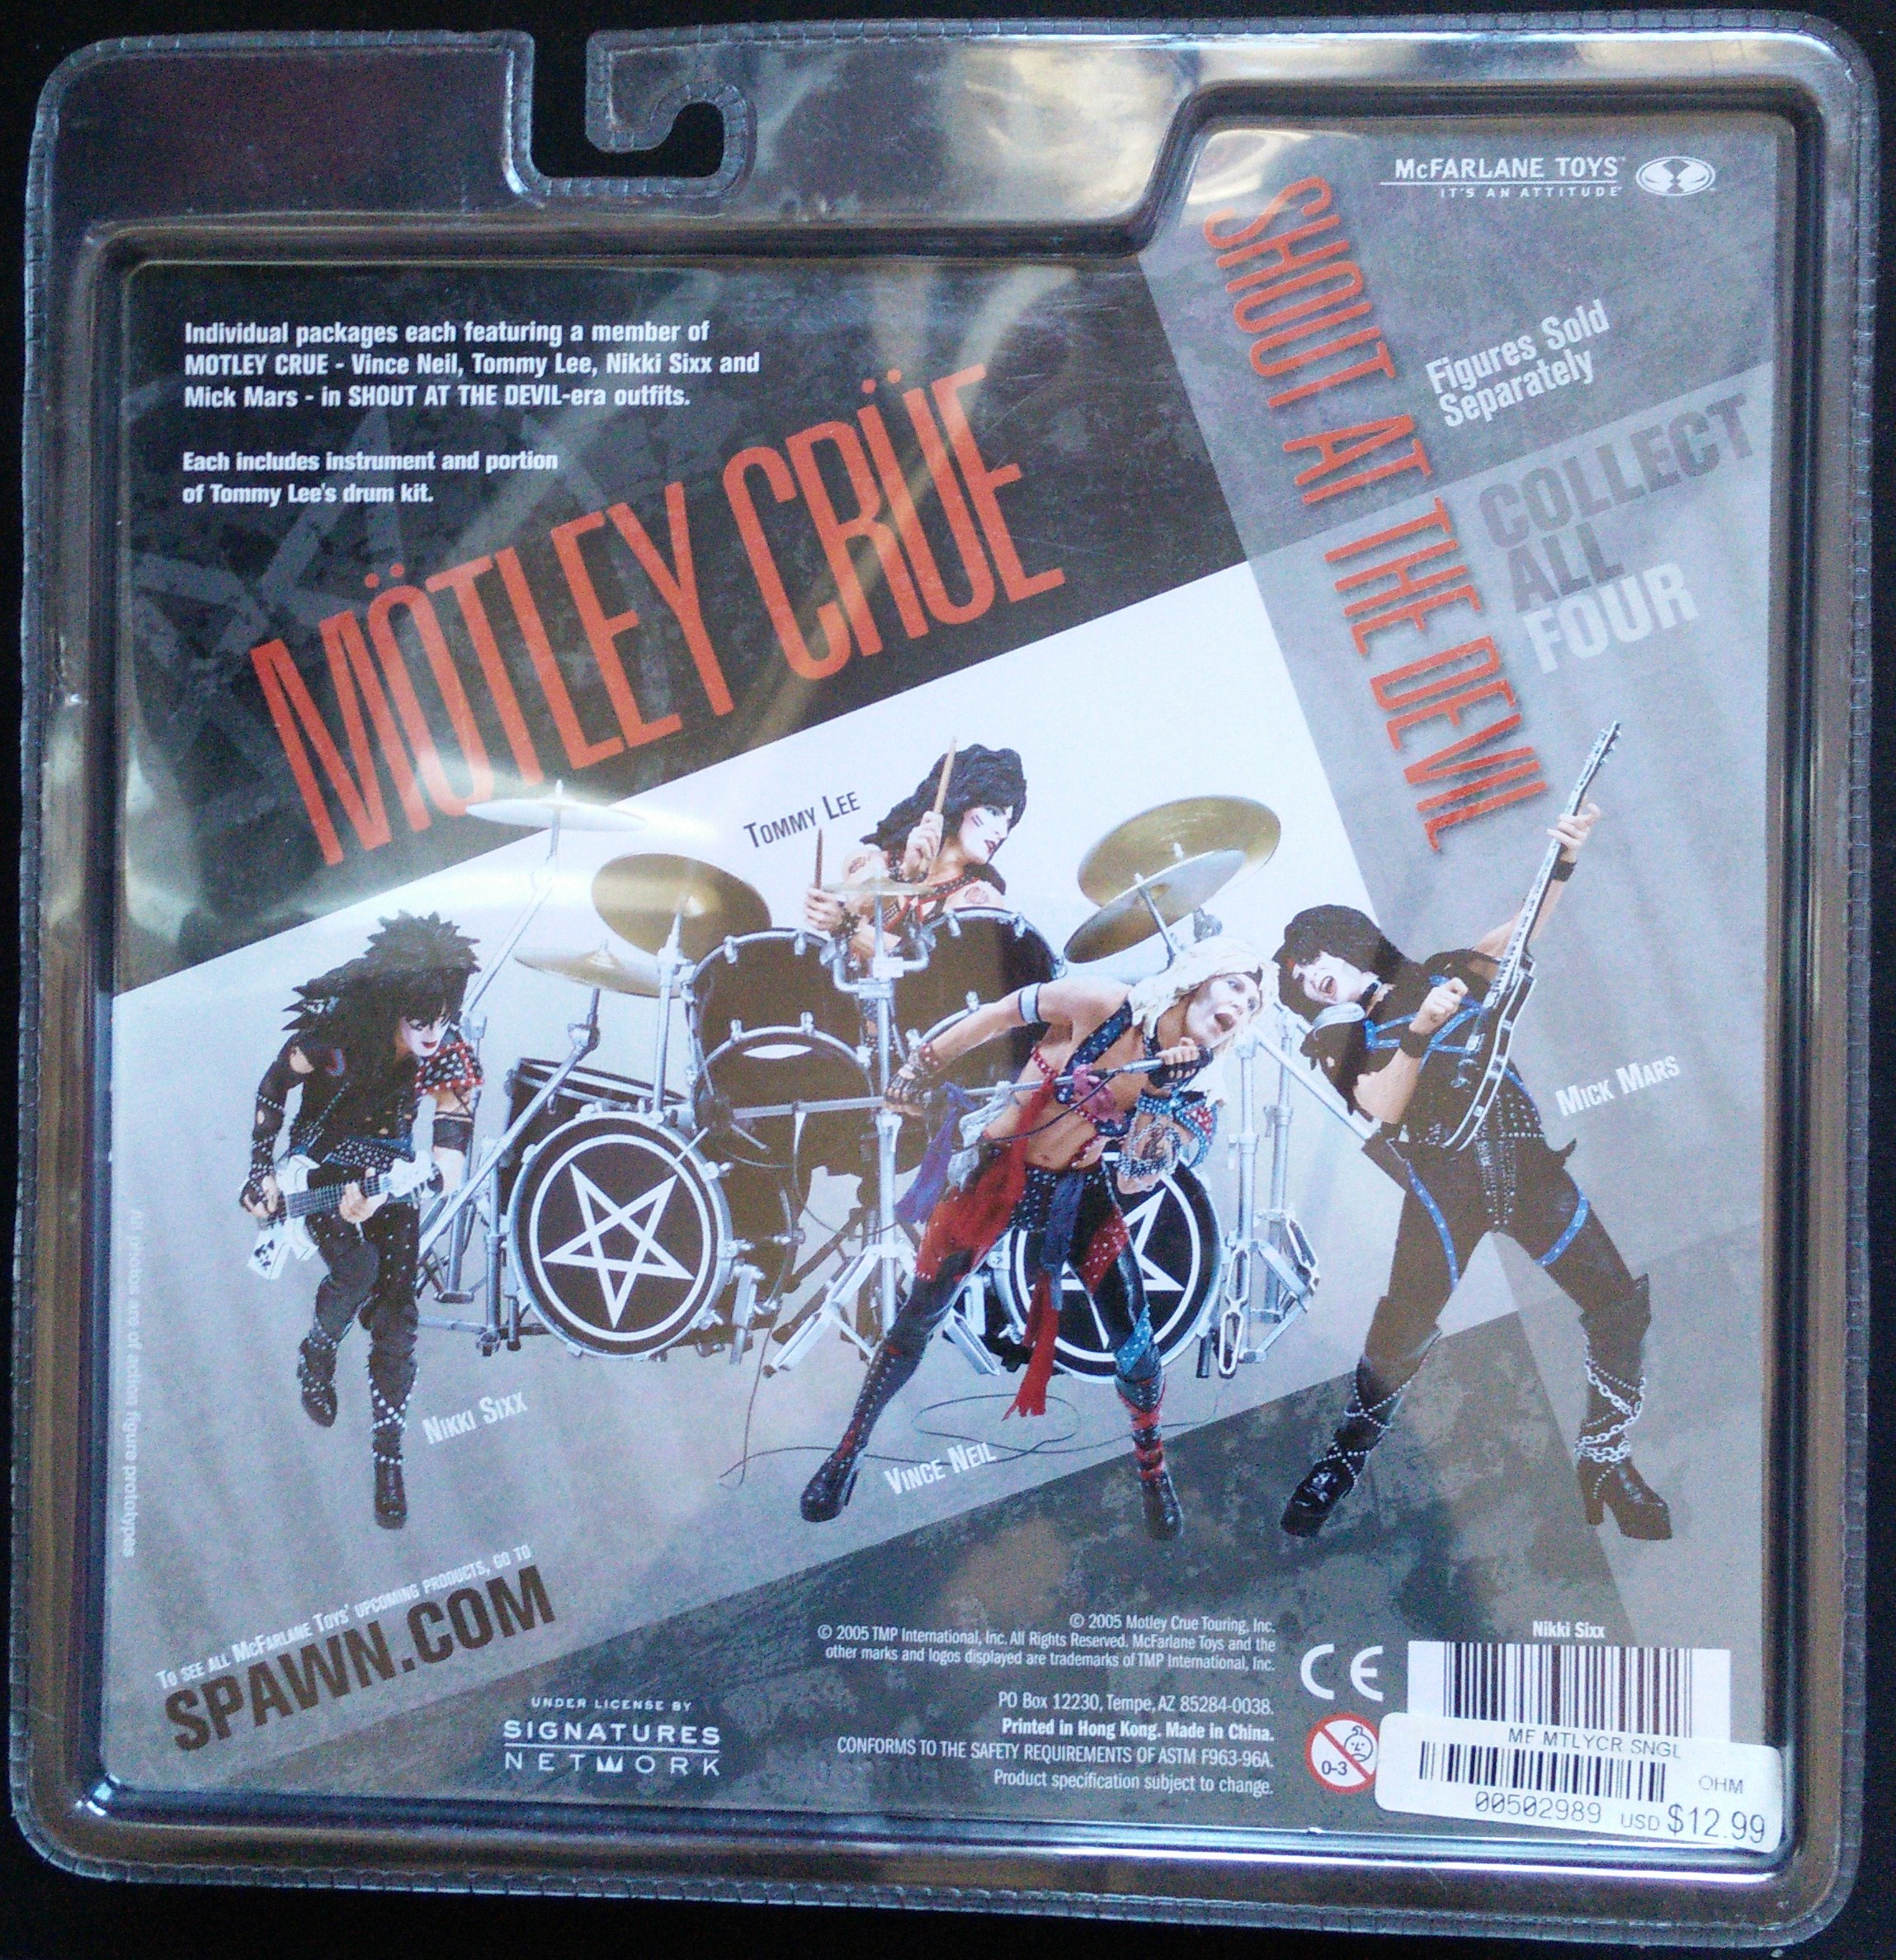 McFARLANE TOYS™
IT'S AN ATTITUDE®
SHOUT AT THE DEVIL
Figures Sold
Separately
COLLECT
ALL
FOUR
Individual packages each featuring a member of
MOTLEY CRUE - Vince Neil, Tommy Lee, Nikki Sixx and
Mick Mars - in SHOUT AT THE DEVIL-era outfits.
Each includes instrument and portion
of Tommy Lee's drum kit.
MÖTLEY CRÜE
TOMMY LEE
MICK MARS
NIKKI SIXX
VINCE NEIL
All photos are of action figure prototypes
TO SEE ALL McFARLANE TOYS' UPCOMING PRODUCTS, GO TO
SPAWN.COM
UNDER LICENSE BY
SIGNATURES
NETWORK
© 2005 Motley Crue Touring, Inc.
© 2005 TMP International, Inc. All Rights Reserved. McFarlane Toys and the
other marks and logos displayed are trademarks of TMP International, Inc.
PO Box 12230, Tempe, AZ 85284-0038.
Printed in Hong Kong. Made in China.
CONFORMS TO THE SAFETY REQUIREMENTS OF ASTM F963-96A.
Product specification subject to change.
CE
0-3
Nikki Sixx
MF MTLYCR SNGL
OHM
00502989 USD $12.99